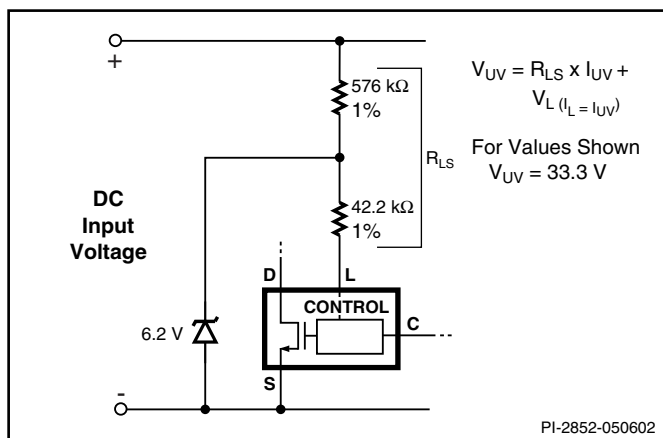 +
576 kΩ
1%
R_LS
V_UV = R_LS x I_UV +
V_L (I_L = I_UV)
For Values Shown
V_UV = 33.3 V
DC
Input
Voltage
42.2 kΩ
1%
D
L
CONTROL
C
6.2 V
S
-
PI-2852-050602